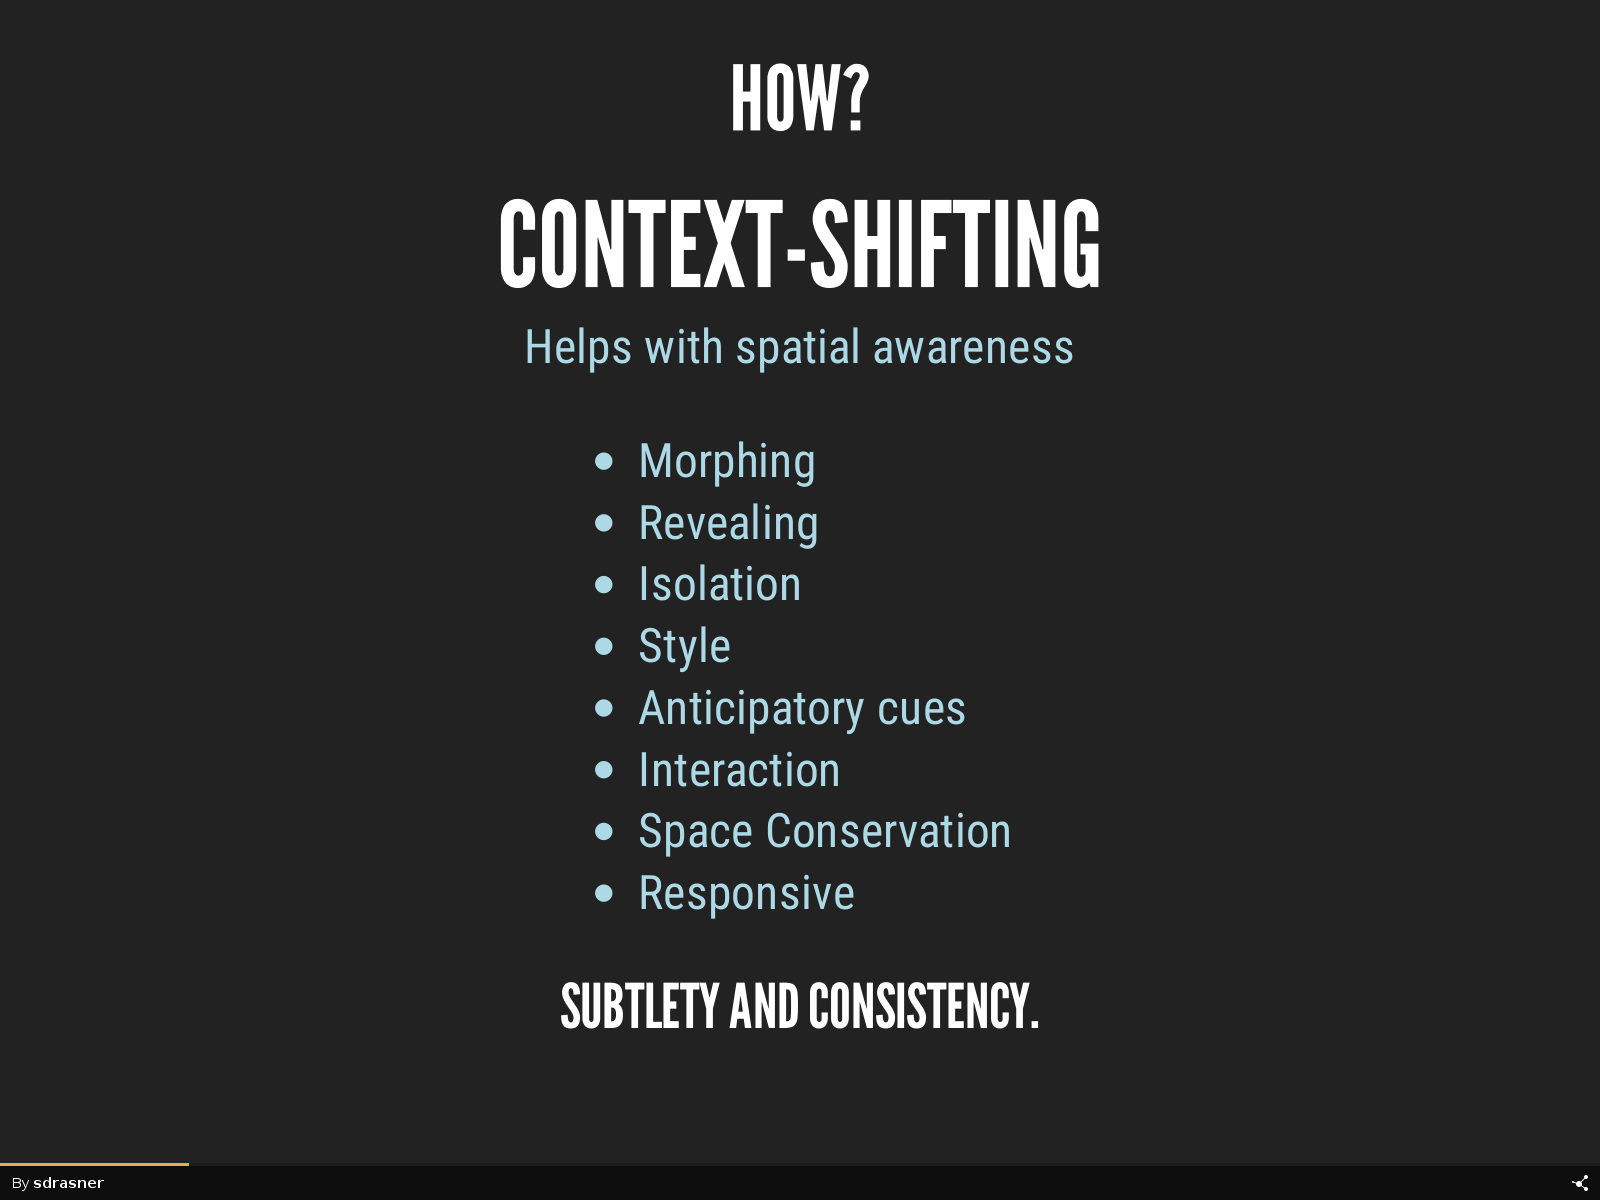 HOW?
CONTEXT-SHIFTING
Helps with spatial awareness
Morphing
Revealing
Isolation
Style
Anticipatory cues
Interaction
Space Conservation
Responsive
SUBTLETY AND CONSISTENCY.
By sdrasner